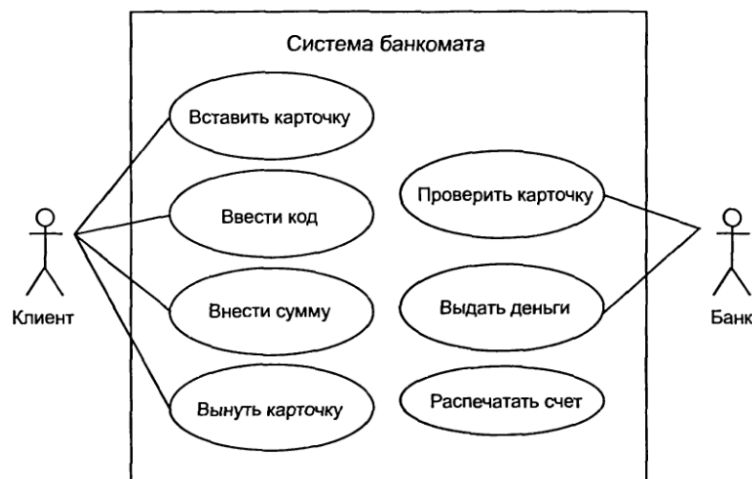 Система банкомата
Вставить карточку
Ввести код
Внести сумму
Вынуть карточку
Проверить карточку
Выдать деньги
Распечатать счет
Клиент
Банк